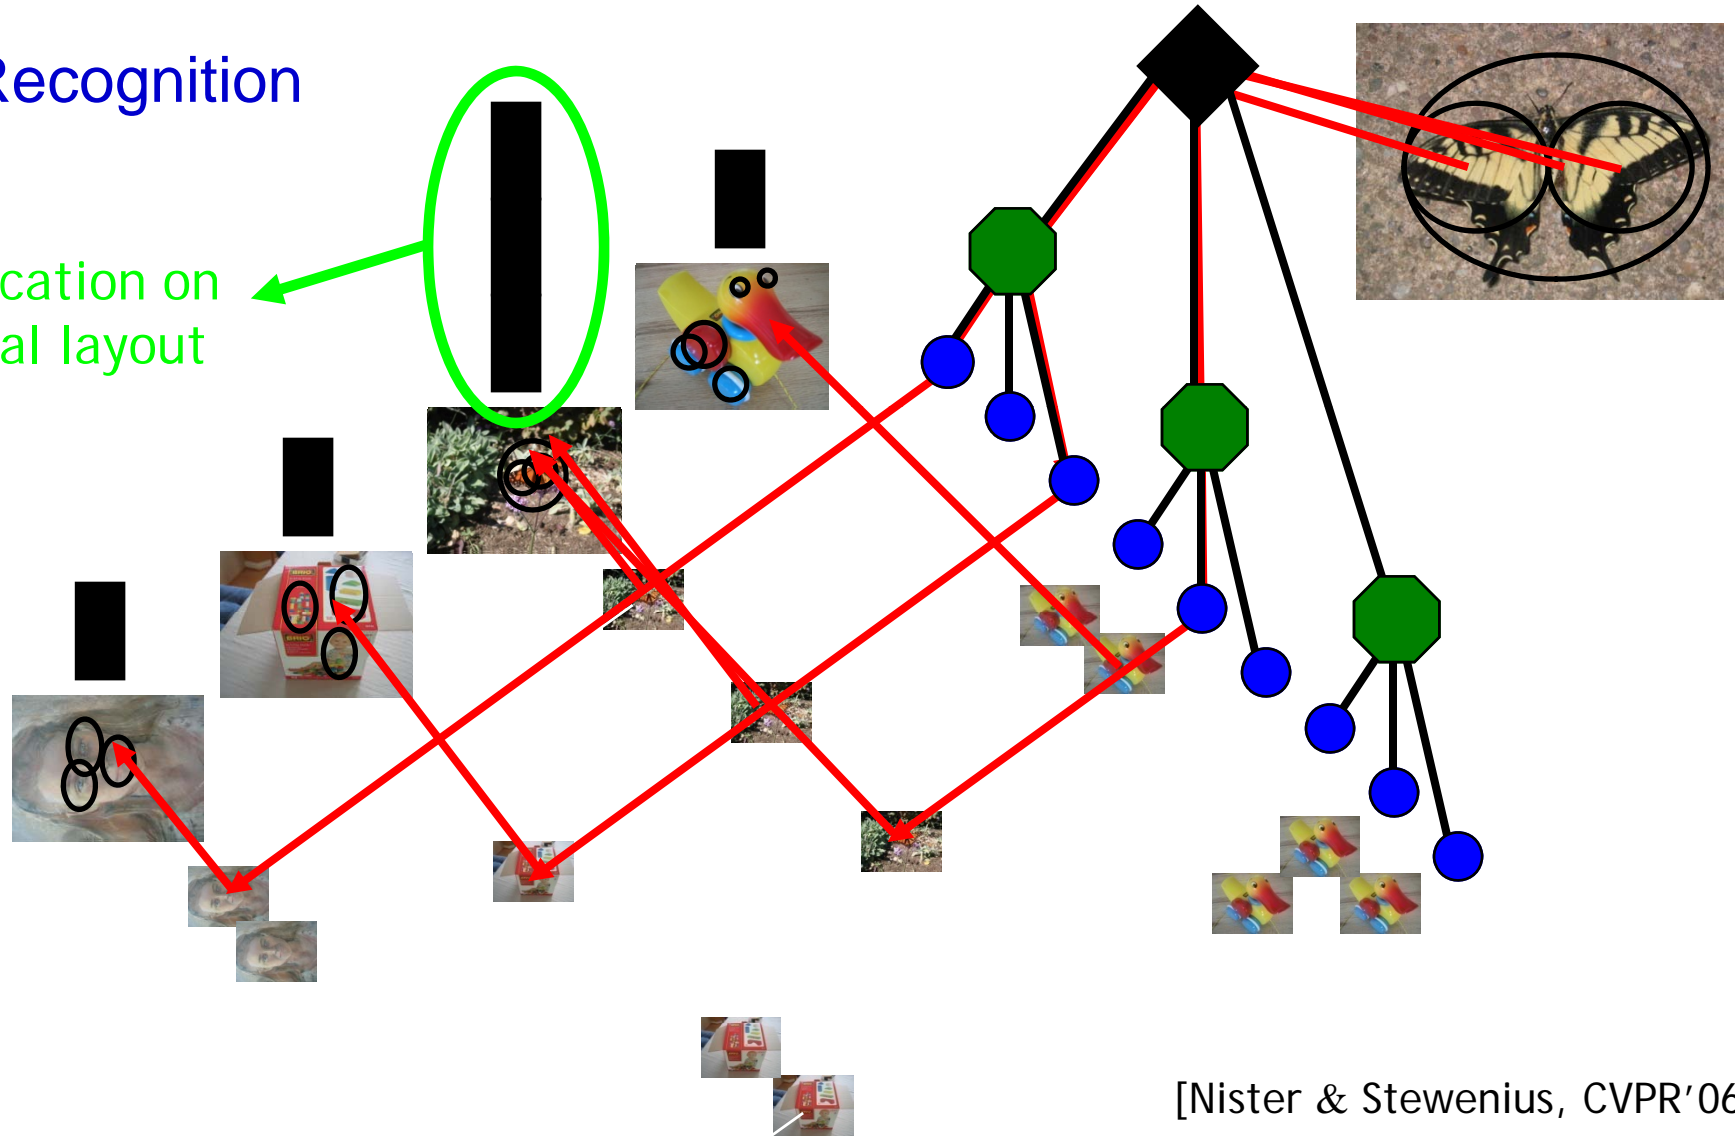 Recognition
cation on
al layout
[Nister & Stewenius, CVPR’06